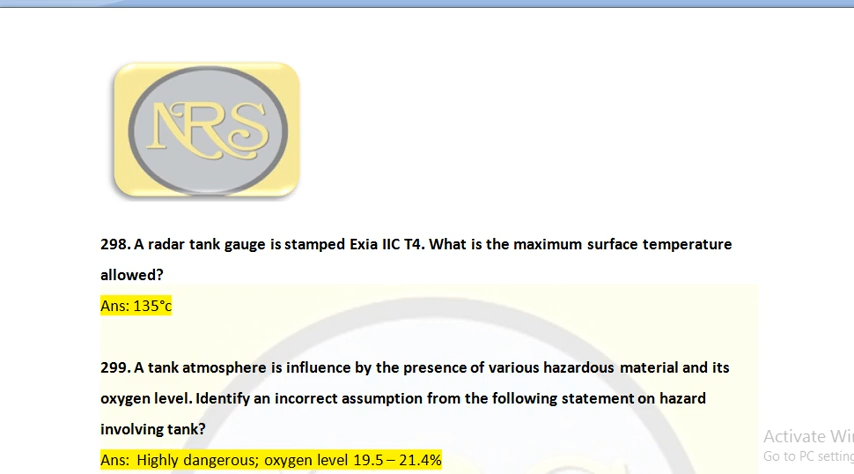 NRS
298. A radar tank gauge is stamped Exia IIC T4. What is the maximum surface temperature
allowed?
Ans: 135°c
299. A tank atmosphere is influence by the presence of various hazardous material and its
oxygen level. Identify an incorrect assumption from the following statement on hazard
involving tank?
Ans: Highly dangerous; oxygen level 19.5 – 21.4%
Activate Wi
Go to PC setting